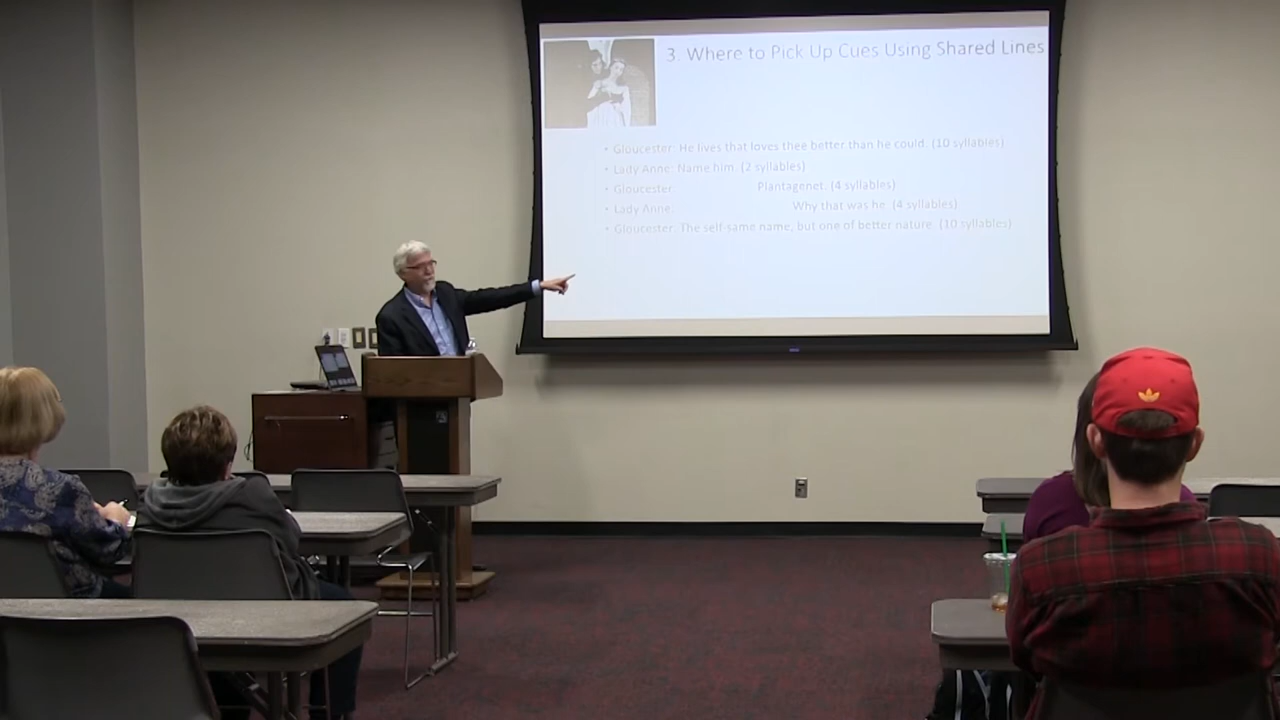 3. Where to Pick Up Cues Using Shared Lines
• Gloucester: He lives that loves thee better than he could. (10 syllables)
• Lady Anne: Name him. (2 syllables)
• Gloucester: Plantagenet. (4 syllables)
• Lady Anne: Why that was he. (4 syllables)
• Gloucester: The self-same name, but one of better nature. (10 syllables)